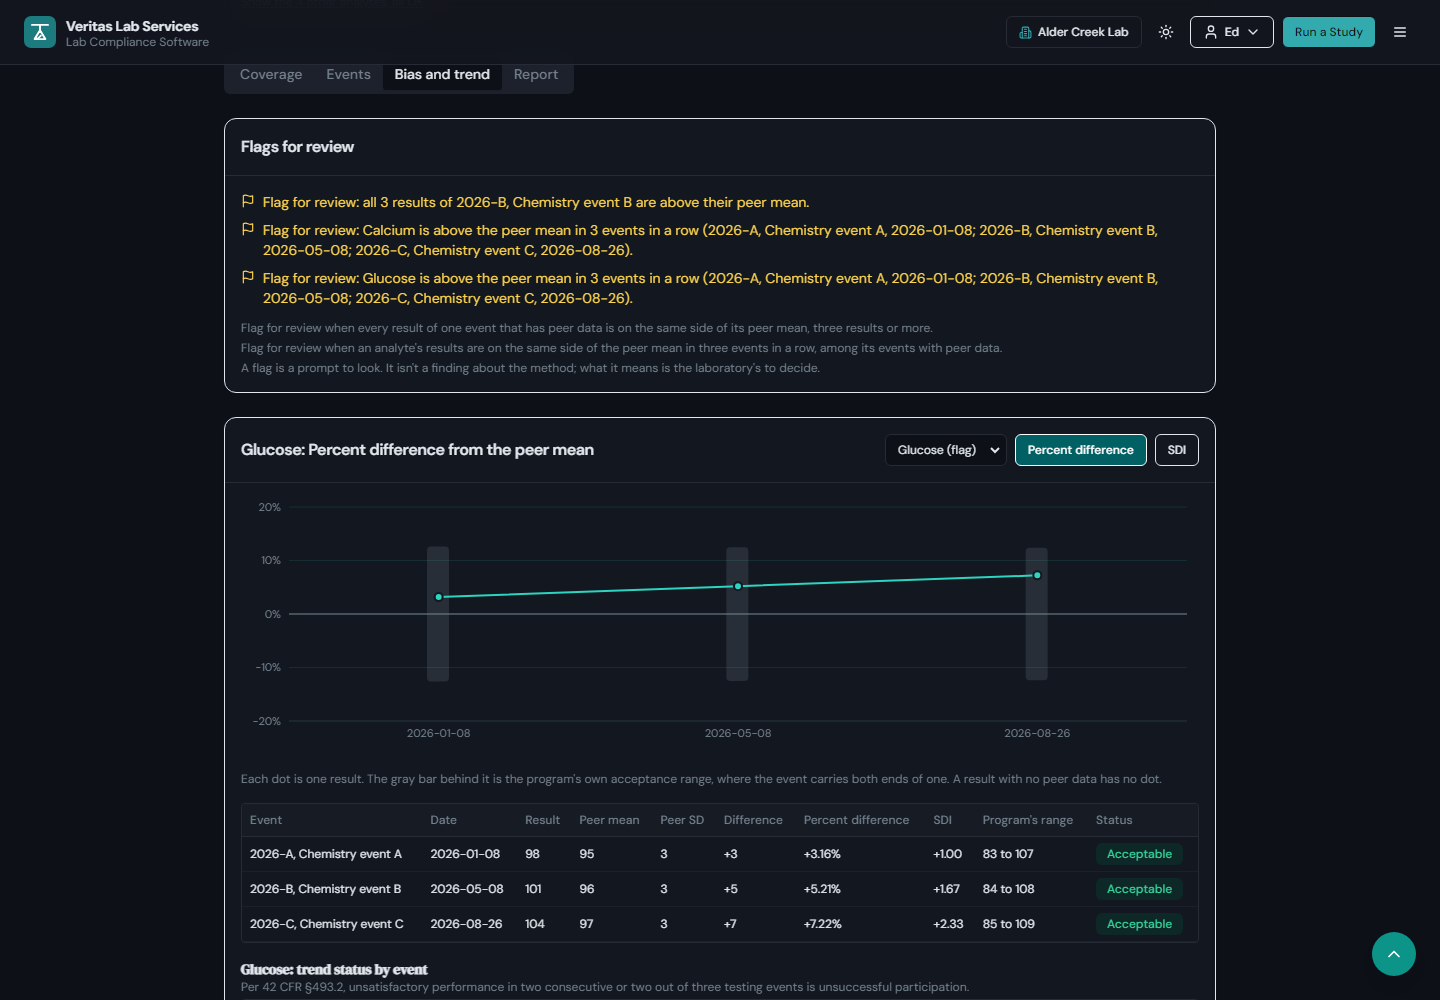 Veritas Lab Services
Lab Compliance Software
Alder Creek Lab
Ed
Run a Study
Coverage
Events
Bias and trend
Report
Flags for review
Flag for review: all 3 results of 2026-B, Chemistry event B are above their peer mean.
Flag for review: Calcium is above the peer mean in 3 events in a row (2026-A, Chemistry event A, 2026-01-08; 2026-B, Chemistry event B,
2026-05-08; 2026-C, Chemistry event C, 2026-08-26).
Flag for review: Glucose is above the peer mean in 3 events in a row (2026-A, Chemistry event A, 2026-01-08; 2026-B, Chemistry event B,
2026-05-08; 2026-C, Chemistry event C, 2026-08-26).
Flag for review when every result of one event that has peer data is on the same side of its peer mean, three results or more.
Flag for review when an analyte's results are on the same side of the peer mean in three events in a row, among its events with peer data.
A flag is a prompt to look. It isn't a finding about the method; what it means is the laboratory's to decide.
Glucose: Percent difference from the peer mean
Glucose (flag)
Percent difference
SDI
20%
10%
0%
-10%
-20%
2026-01-08
2026-05-08
2026-08-26
Each dot is one result. The gray bar behind it is the program's own acceptance range, where the event carries both ends of one. A result with no peer data has no dot.
Event Date Result Peer mean Peer SD Difference Percent difference SDI Program's range Status
2026-A, Chemistry event A 2026-01-08 98 95 3 +3 +3.16% +1.00 83 to 107 Acceptable
2026-B, Chemistry event B 2026-05-08 101 96 3 +5 +5.21% +1.67 84 to 108 Acceptable
2026-C, Chemistry event C 2026-08-26 104 97 3 +7 +7.22% +2.33 85 to 109 Acceptable
Glucose: trend status by event
Per 42 CFR §493.2, unsatisfactory performance in two consecutive or two out of three testing events is unsuccessful participation.